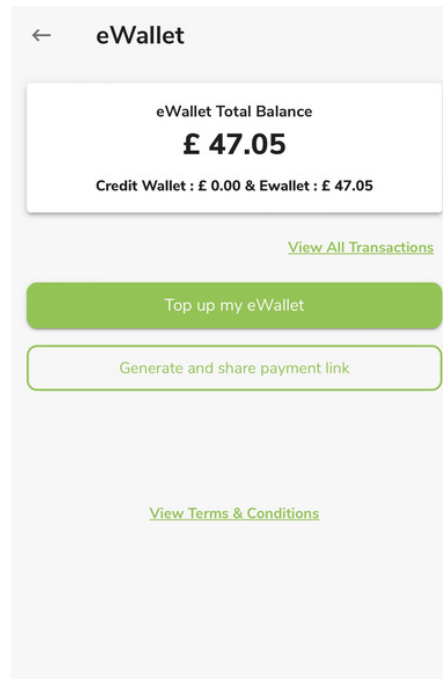 eWallet
eWallet Total Balance
£ 47.05
Credit Wallet : £ 0.00 & Ewallet : £ 47.05
View All Transactions
Top up my eWallet
Generate and share payment link
View Terms & Conditions